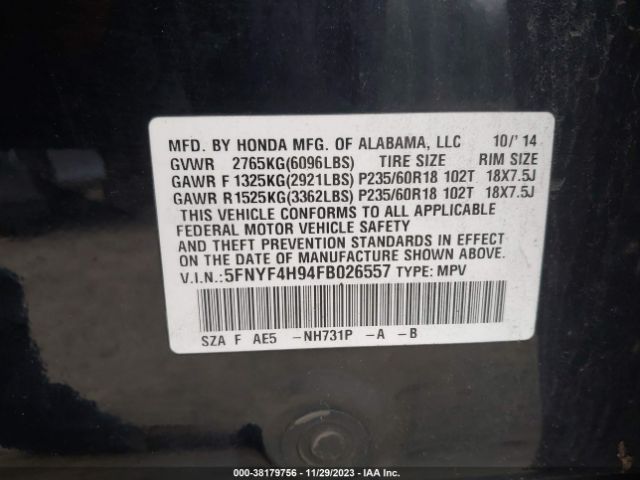 MFD. BY HONDA MFG. OF ALABAMA, LLC 10/'14
GVWR 2765KG(6096LBS) TIRE SIZE RIM SIZE
GAWR F 1325KG(2921LBS) P235/60R18 102T 18X7.5J
GAWR R1525KG(3362LBS) P235/60R18 102T 18X7.5J
THIS VEHICLE CONFORMS TO ALL APPLICABLE
FEDERAL MOTOR VEHICLE SAFETY
AND THEFT PREVENTION STANDARDS IN EFFECT
ON THE DATE OF MANUFACTURE SHOWN ABOVE.
V.I.N.: 5FNYF4H94FB026557 TYPE: MPV
SZA F AE5 -NH731P -A -B
000-38179756 - 11/29/2023 - IAA Inc.